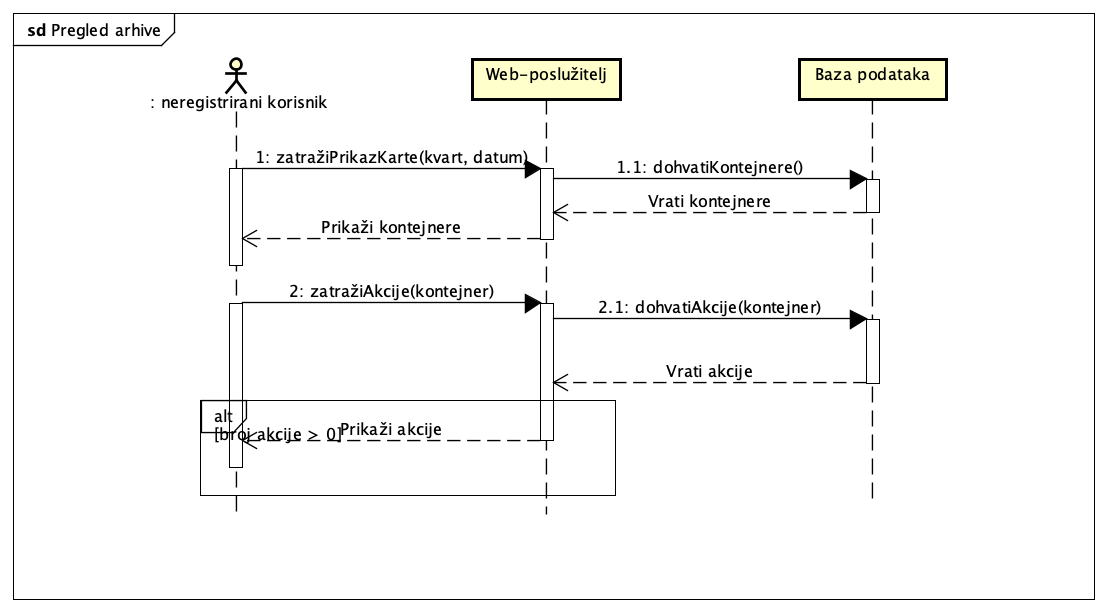 sd Pregled arhive
: neregistrirani korisnik
Web-poslužitelj
Baza podataka
1: zatražiPrikazKarte(kvart, datum)
1.1: dohvatiKontejnere()
Vrati kontejnere
Prikaži kontejnere
2: zatražiAkcije(kontejner)
2.1: dohvatiAkcije(kontejner)
Vrati akcije
alt
[broj akcije > 0]
Prikaži akcije